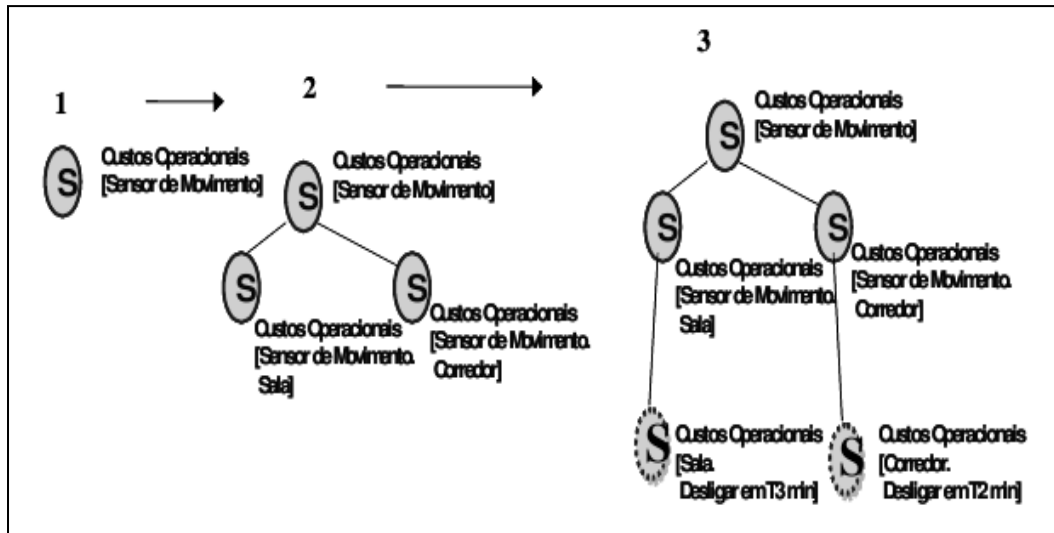 1
S
Custos Operacionais
[Sensor de Movimento]
2
Custos Operacionais
[Sensor de Movimento]
S
S
Custos Operacionais
[Sensor de Movimento.
Sala]
S
Custos Operacionais
[Sensor de Movimento.
Corredor]
3
S
Custos Operacionais
[Sensor de Movimento]
S
Custos Operacionais
[Sensor de Movimento.
Sala]
S
Custos Operacionais
[Sensor de Movimento.
Corredor]
S
Custos Operacionais
[Sala.
Desligar em T3 min]
S
Custos Operacionais
[Corredor.
Desligar em T2 min]